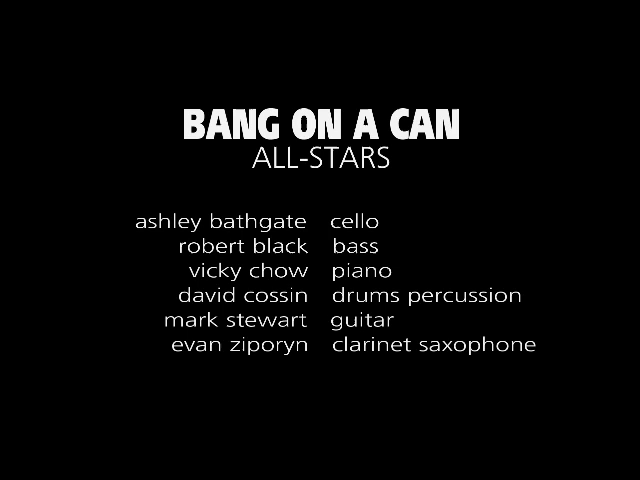 BANG ON A CAN
ALL-STARS
ashley bathgate cello
robert black bass
vicky chow piano
david cossin drums percussion
mark stewart guitar
evan ziporyn clarinet saxophone